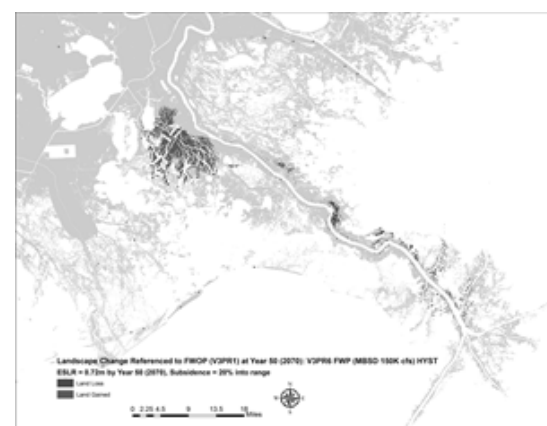 Landscape Change Referenced to FWOP (V3PR1) at Year 50 (2070): V3PR6 FWP (MBSD 150K cfs) HYST
ESLR = 0.72m by Year 50 (2070), Subsidence = 20% into range
Land Loss
Land Gained
0 2.25 4.5 9 13.5 18
Miles